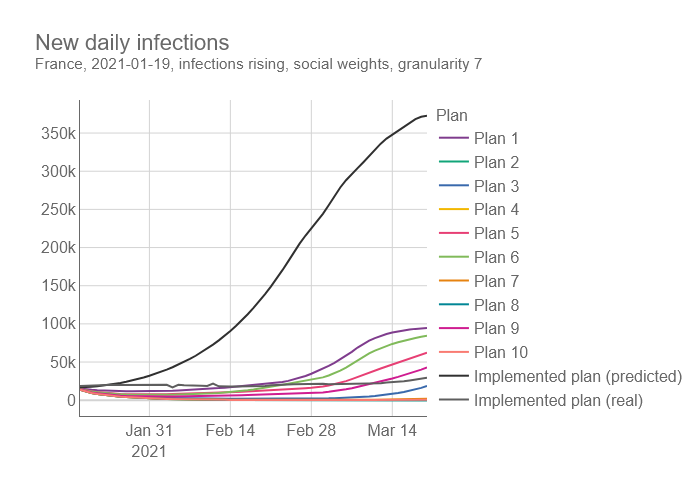 New daily infections
France, 2021-01-19, infections rising, social weights, granularity 7
Plan
350k
300k
250k
200k
150k
100k
50k
0
Jan 31
2021
Feb 14
Feb 28
Mar 14
Plan 1
Plan 2
Plan 3
Plan 4
Plan 5
Plan 6
Plan 7
Plan 8
Plan 9
Plan 10
Implemented plan (predicted)
Implemented plan (real)